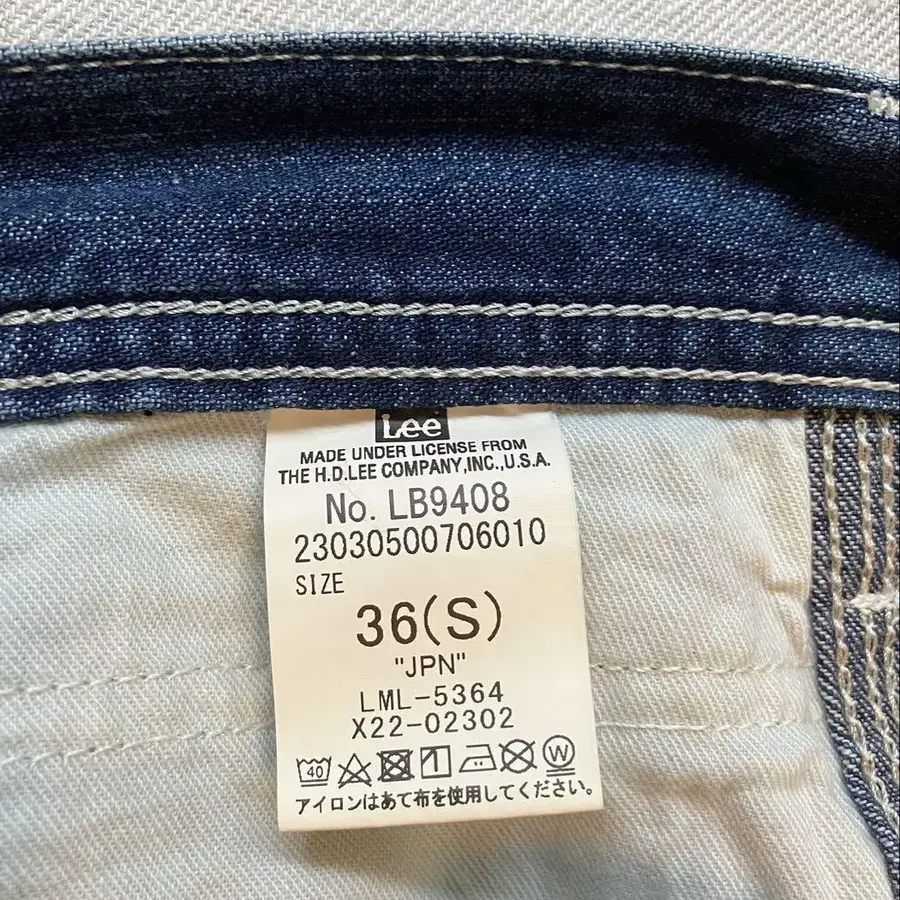 Lee
MADE UNDER LICENSE FROM
THE H.D.LEE COMPANY,INC.,U.S.A.
No. LB9408
23030500706010
SIZE
36(S)
"JPN"
LML-5364
X22-02302
40 W
アイロンはあて布を使用してください。